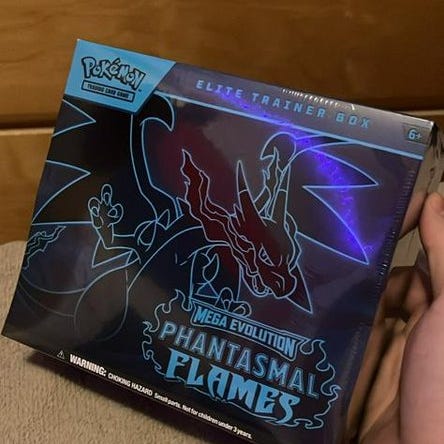 POKéMON
TRADING CARD GAME
ELITE TRAINER BOX
6+
MEGA EVOLUTION
PHANTASMAL
FLAMES
WARNING: CHOKING HAZARD Small parts. Not for children under 3 years.